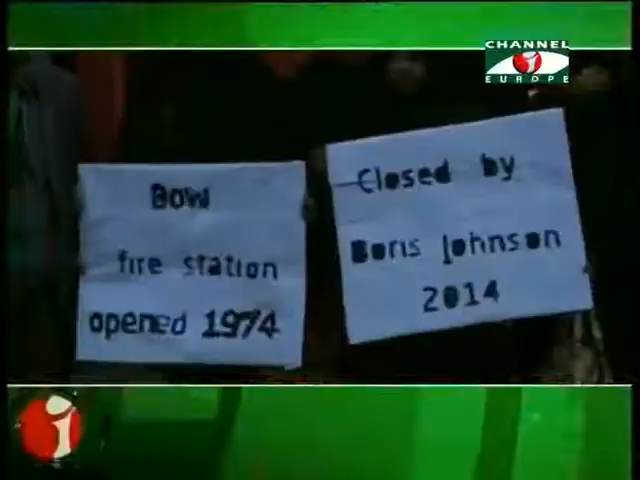 CHANNEL
i
EUROPE
Bow
fire station
opened 1974
Closed by
Boris Johnson
2014
i